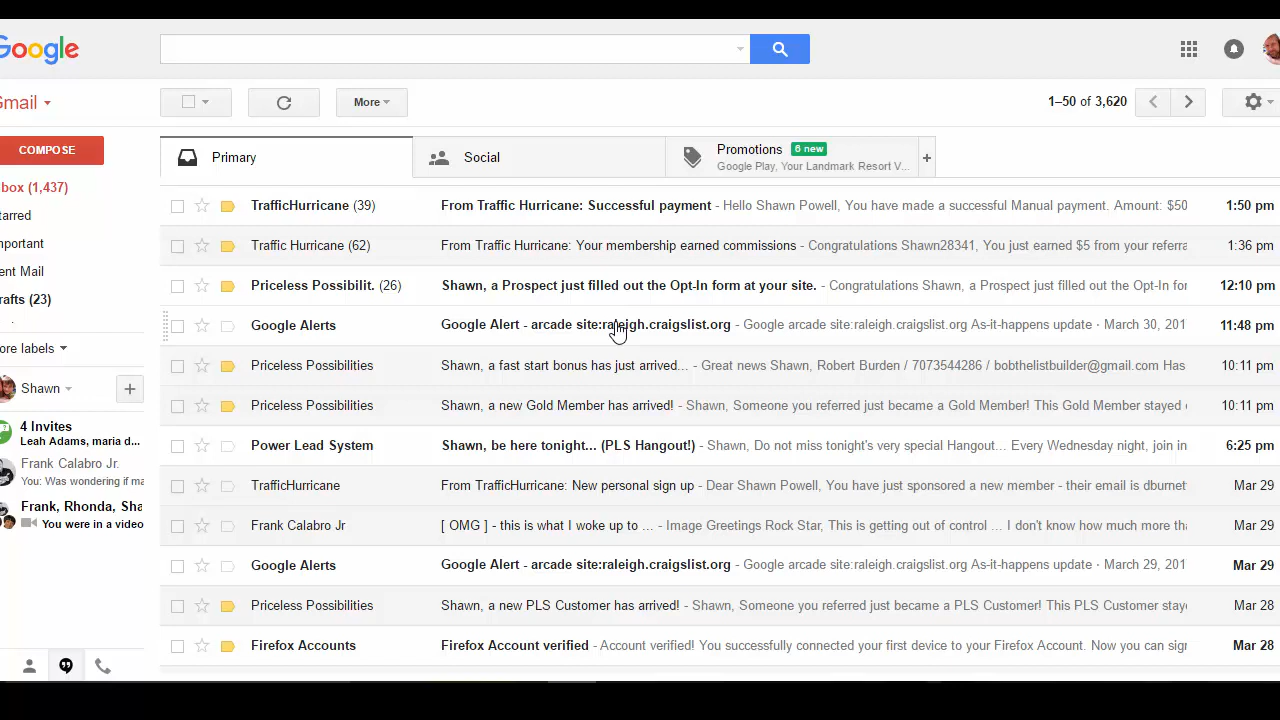 Google
Gmail
More
1–50 of 3,620
COMPOSE
Primary
Social
Promotions 6 new
Google Play, Your Landmark Resort V...
+
box (1,437)
arred
nportant
ent Mail
rafts (23)
ore labels
Shawn
+
4 Invites
Leah Adams, maria d...
Frank Calabro Jr.
You: Was wondering if ma
Frank, Rhonda, Sha
You were in a video
TrafficHurricane (39) From Traffic Hurricane: Successful payment - Hello Shawn Powell, You have made a successful Manual payment. Amount: $50 1:50 pm
Traffic Hurricane (62) From Traffic Hurricane: Your membership earned commissions - Congratulations Shawn28341, You just earned $5 from your referra 1:36 pm
Priceless Possibilit. (26) Shawn, a Prospect just filled out the Opt-In form at your site. - Congratulations Shawn, a Prospect just filled out the Opt-In for 12:10 pm
Google Alerts Google Alert - arcade site:raleigh.craigslist.org - Google arcade site:raleigh.craigslist.org As-it-happens update · March 30, 201 11:48 pm
Priceless Possibilities Shawn, a fast start bonus has just arrived... - Great news Shawn, Robert Burden / 7073544286 / bobthelistbuilder@gmail.com Has 10:11 pm
Priceless Possibilities Shawn, a new Gold Member has arrived! - Shawn, Someone you referred just became a Gold Member! This Gold Member stayed 10:11 pm
Power Lead System Shawn, be here tonight... (PLS Hangout!) - Shawn, Do not miss tonight's very special Hangout... Every Wednesday night, join in 6:25 pm
TrafficHurricane From TrafficHurricane: New personal sign up - Dear Shawn Powell, You have just sponsored a new member - their email is dburnet Mar 29
Frank Calabro Jr [ OMG ] - this is what I woke up to ... - Image Greetings Rock Star, This is getting out of control ... I don't know how much more tha Mar 29
Google Alerts Google Alert - arcade site:raleigh.craigslist.org - Google arcade site:raleigh.craigslist.org As-it-happens update · March 29, 201 Mar 29
Priceless Possibilities Shawn, a new PLS Customer has arrived! - Shawn, Someone you referred just became a PLS Customer! This PLS Customer staye Mar 28
Firefox Accounts Firefox Account verified - Account verified! You successfully connected your first device to your Firefox Account. Now you can sign Mar 28